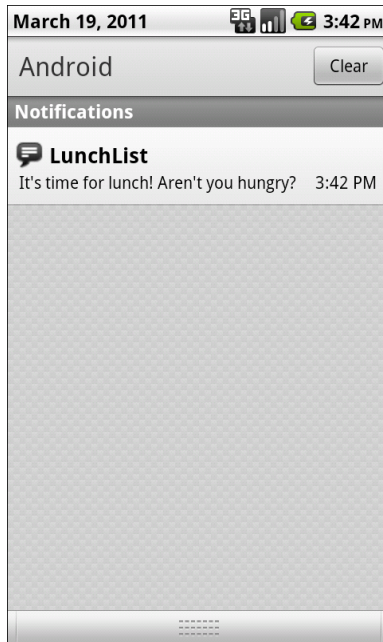 March 19, 2011 3G 3:42 PM
Android Clear
Notifications
LunchList
It's time for lunch! Aren't you hungry? 3:42 PM